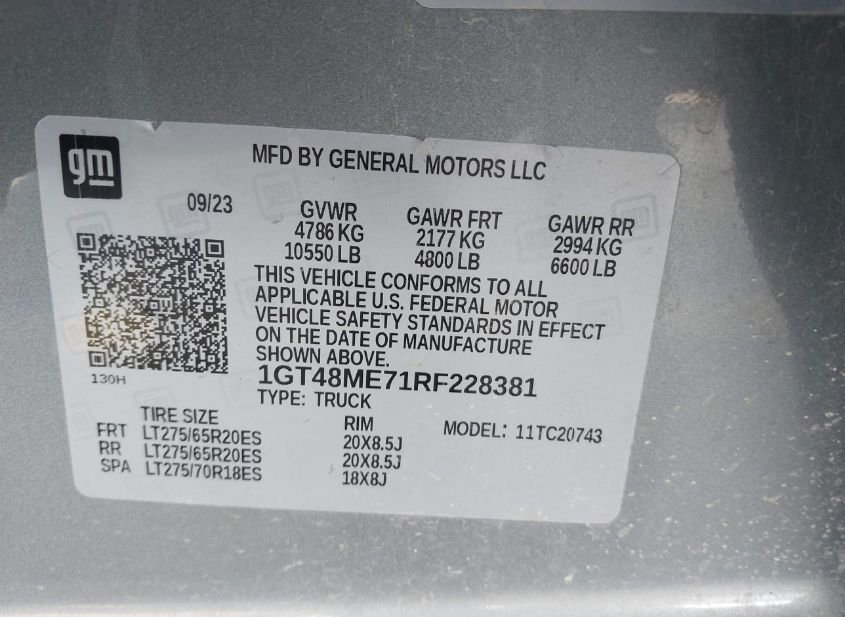 gm
MFD BY GENERAL MOTORS LLC
09/23
GVWR GAWR FRT GAWR RR
4786 KG 2177 KG 2994 KG
10550 LB 4800 LB 6600 LB
THIS VEHICLE CONFORMS TO ALL
APPLICABLE U.S. FEDERAL MOTOR
VEHICLE SAFETY STANDARDS IN EFFECT
ON THE DATE OF MANUFACTURE
SHOWN ABOVE.
130H
1GT48ME71RF228381
TYPE: TRUCK
TIRE SIZE RIM MODEL: 11TC20743
FRT LT275/65R20ES 20X8.5J
RR LT275/65R20ES 20X8.5J
SPA LT275/70R18ES 18X8J